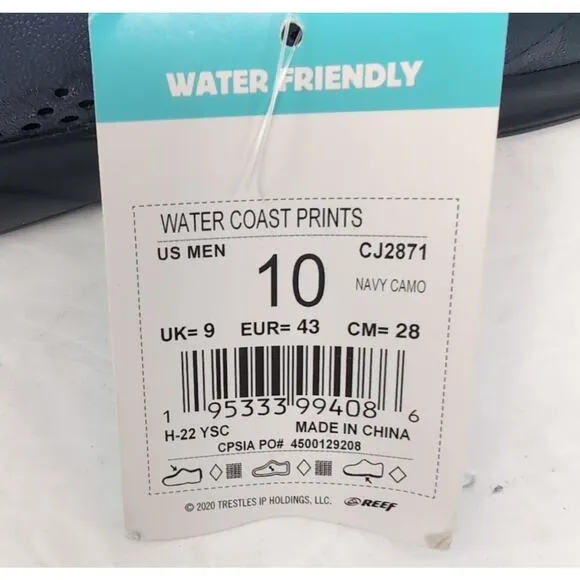 WATER FRIENDLY
WATER COAST PRINTS
US MEN 10 CJ2871
NAVY CAMO
UK= 9 EUR= 43 CM= 28
1 95333 99408 6
H-22 YSC MADE IN CHINA
CPSIA PO# 4500129208
© 2020 TRESTLES IP HOLDINGS, LLC. REEF